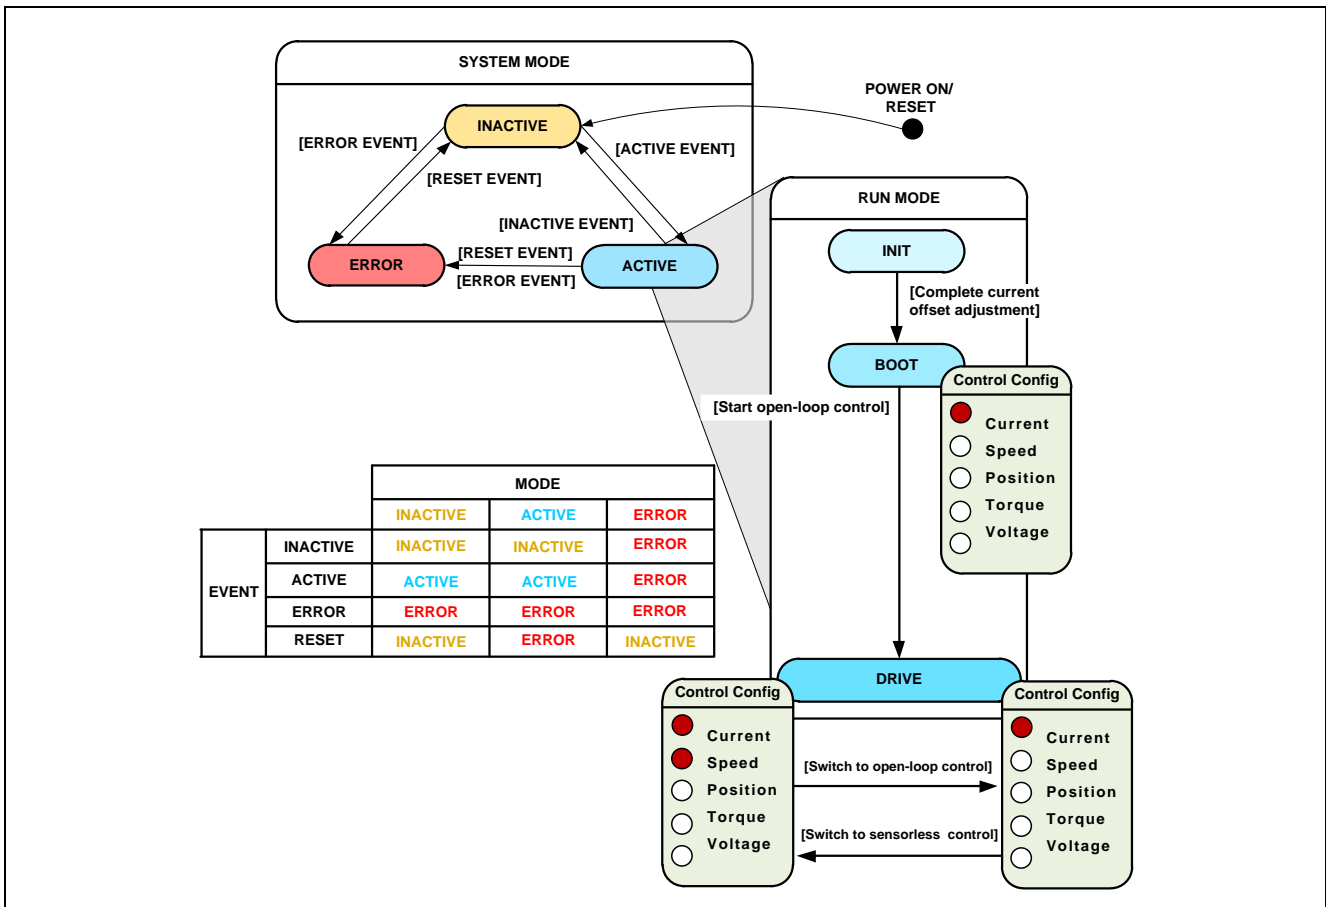 SYSTEM MODE
POWER ON/
RESET
INACTIVE
[ERROR EVENT]
[ACTIVE EVENT]
[RESET EVENT]
[INACTIVE EVENT]
[RESET EVENT]
ERROR
ACTIVE
[ERROR EVENT]
RUN MODE
INIT
[Complete current
offset adjustment]
BOOT
Control Config
Current
Speed
Position
Torque
Voltage
[Start open-loop control]
MODE
INACTIVE ACTIVE ERROR
EVENT
INACTIVE INACTIVE INACTIVE ERROR
ACTIVE ACTIVE ACTIVE ERROR
ERROR ERROR ERROR ERROR
RESET INACTIVE ERROR INACTIVE
DRIVE
Control Config
Current
Speed
Position
Torque
Voltage
[Switch to open-loop control]
[Switch to sensorless control]
Control Config
Current
Speed
Position
Torque
Voltage